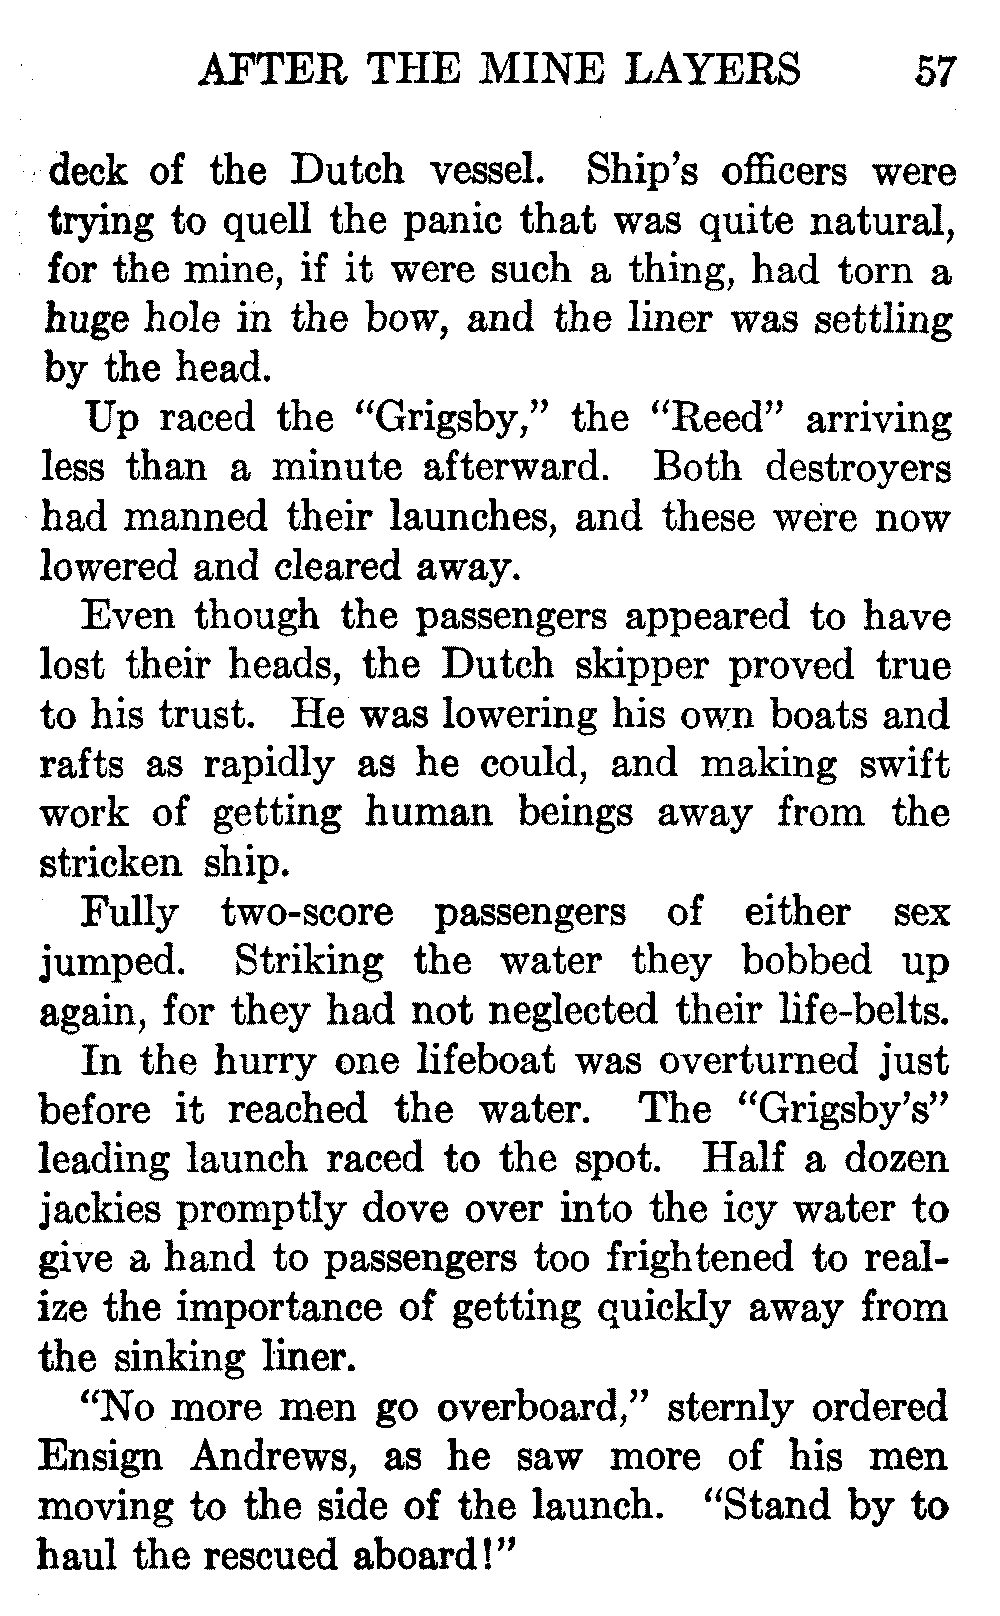 AFTER THE MINE LAYERS 57
deck of the Dutch vessel. Ship's officers were
trying to quell the panic that was quite natural,
for the mine, if it were such a thing, had torn a
huge hole in the bow, and the liner was settling
by the head.
Up raced the "Grigsby," the "Reed" arriving
less than a minute afterward. Both destroyers
had manned their launches, and these were now
lowered and cleared away.
Even though the passengers appeared to have
lost their heads, the Dutch skipper proved true
to his trust. He was lowering his own boats and
rafts as rapidly as he could, and making swift
work of getting human beings away from the
stricken ship.
Fully two-score passengers of either sex
jumped. Striking the water they bobbed up
again, for they had not neglected their life-belts.
In the hurry one lifeboat was overturned just
before it reached the water. The "Grigsby's"
leading launch raced to the spot. Half a dozen
jackies promptly dove over into the icy water to
give a hand to passengers too frightened to real-
ize the importance of getting quickly away from
the sinking liner.
"No more men go overboard," sternly ordered
Ensign Andrews, as he saw more of his men
moving to the side of the launch. "Stand by to
haul the rescued aboard!"